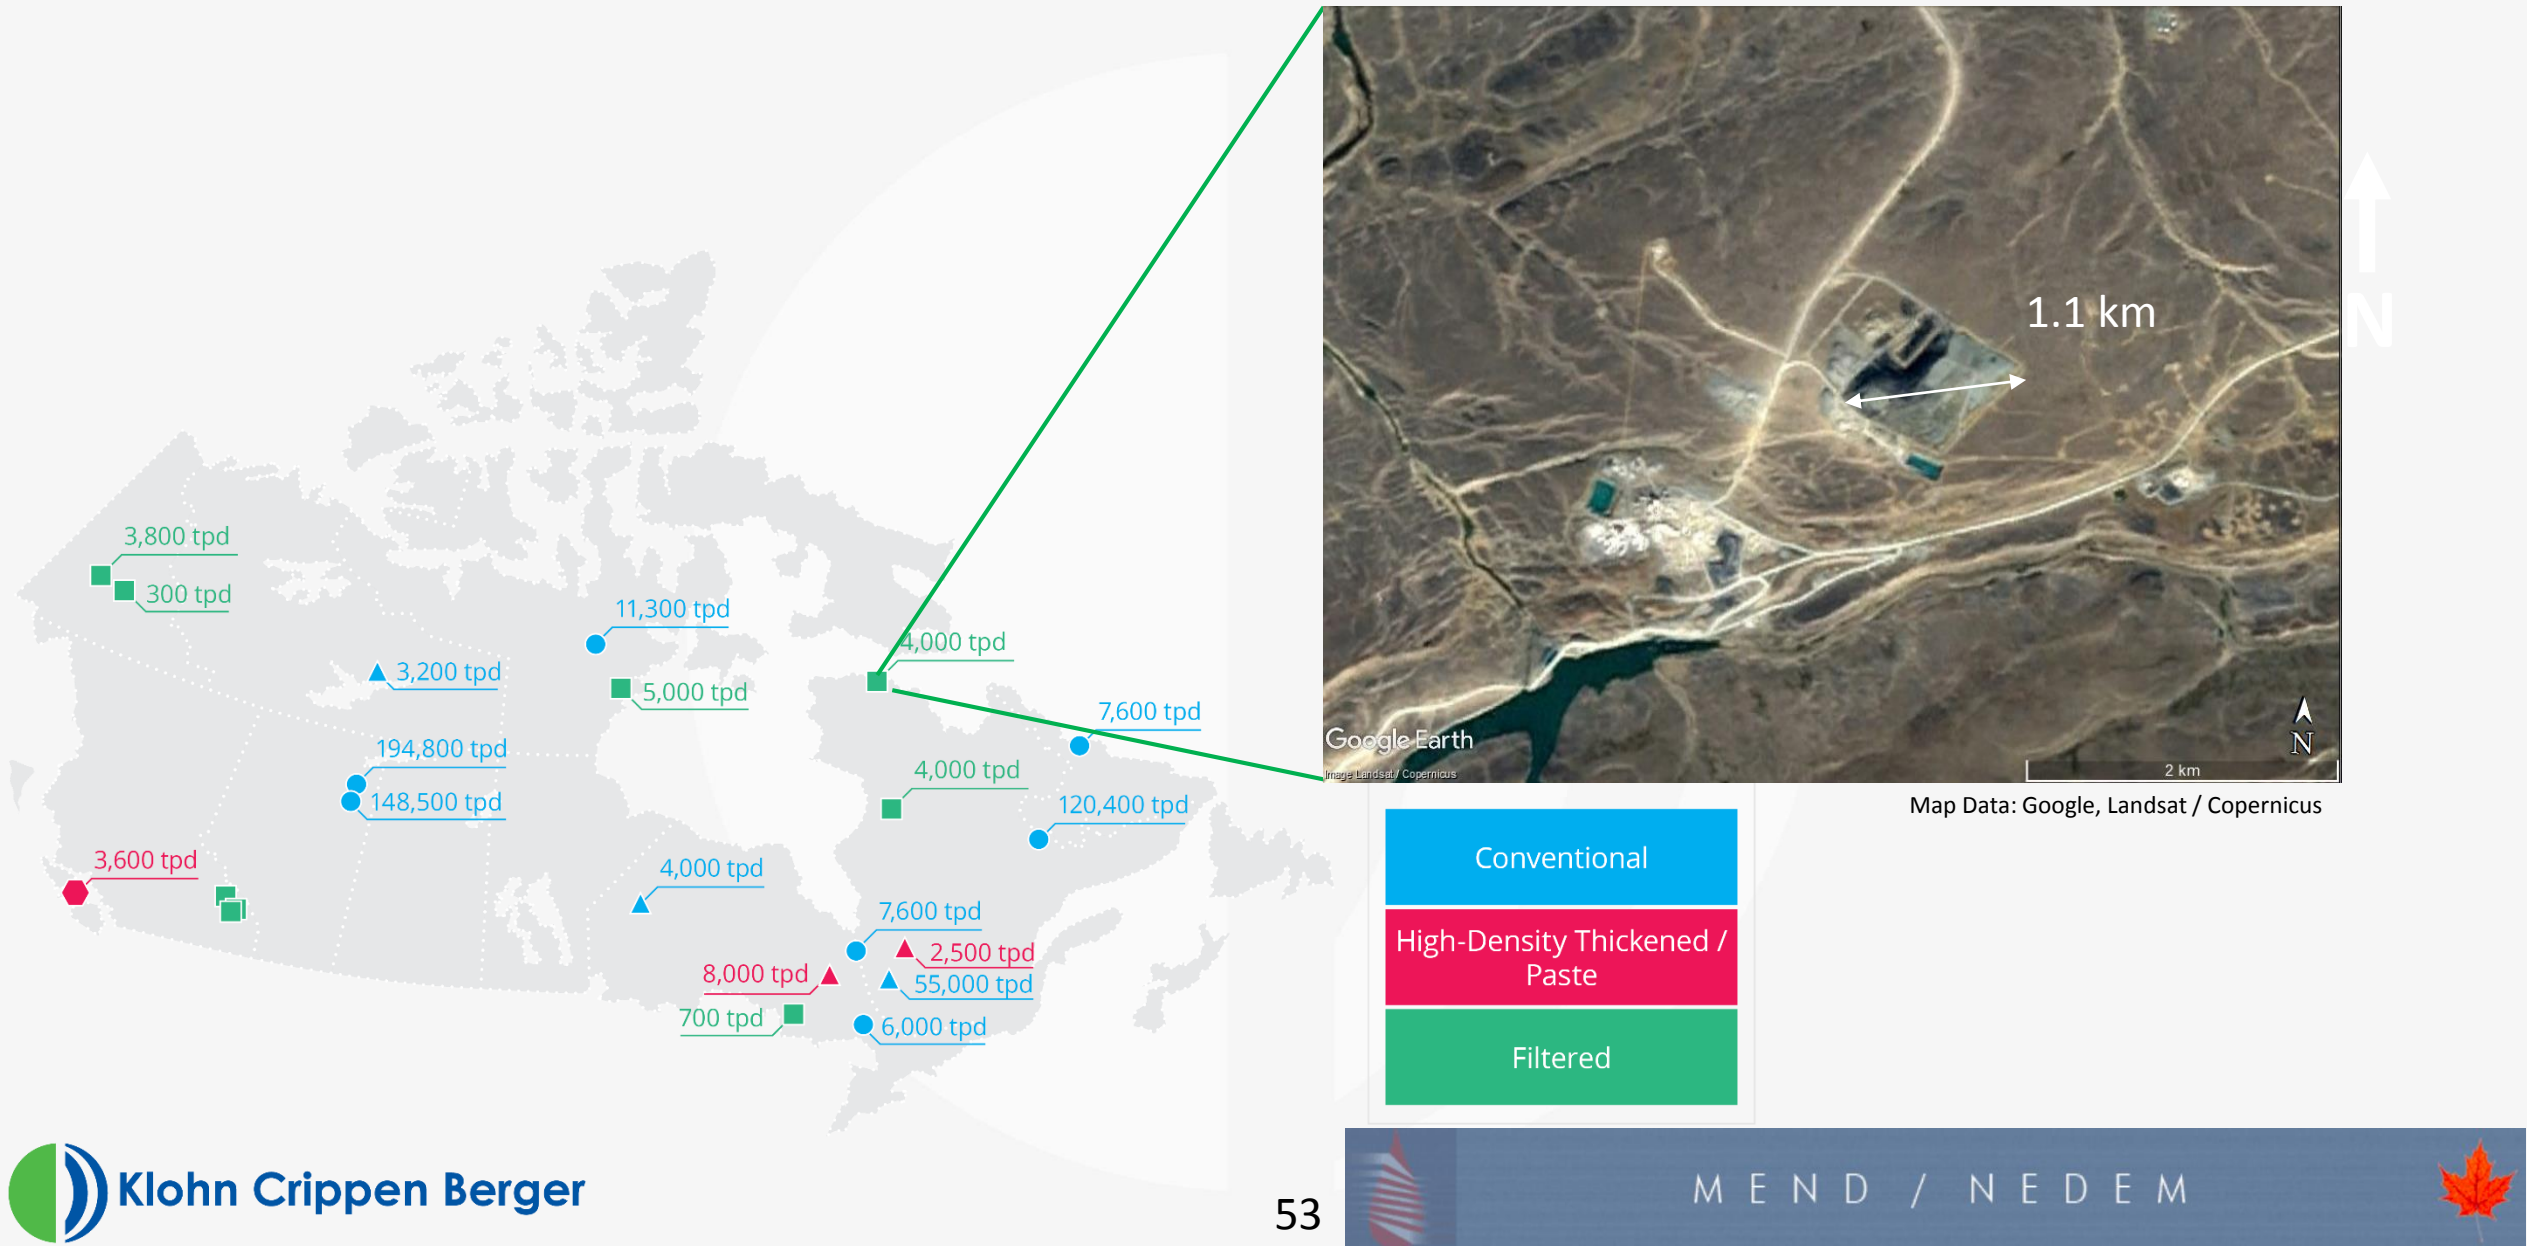 3,800 tpd
300 tpd
11,300 tpd
4,000 tpd
3,200 tpd
5,000 tpd
7,600 tpd
194,800 tpd
4,000 tpd
148,500 tpd
120,400 tpd
3,600 tpd
4,000 tpd
7,600 tpd
2,500 tpd
8,000 tpd
55,000 tpd
700 tpd
6,000 tpd
1.1 km
N
N
Google Earth
Image Landsat / Copernicus
2 km
Map Data: Google, Landsat / Copernicus
Conventional
High-Density Thickened /
Paste
Filtered
Klohn Crippen Berger
53
MEND / NEDEM